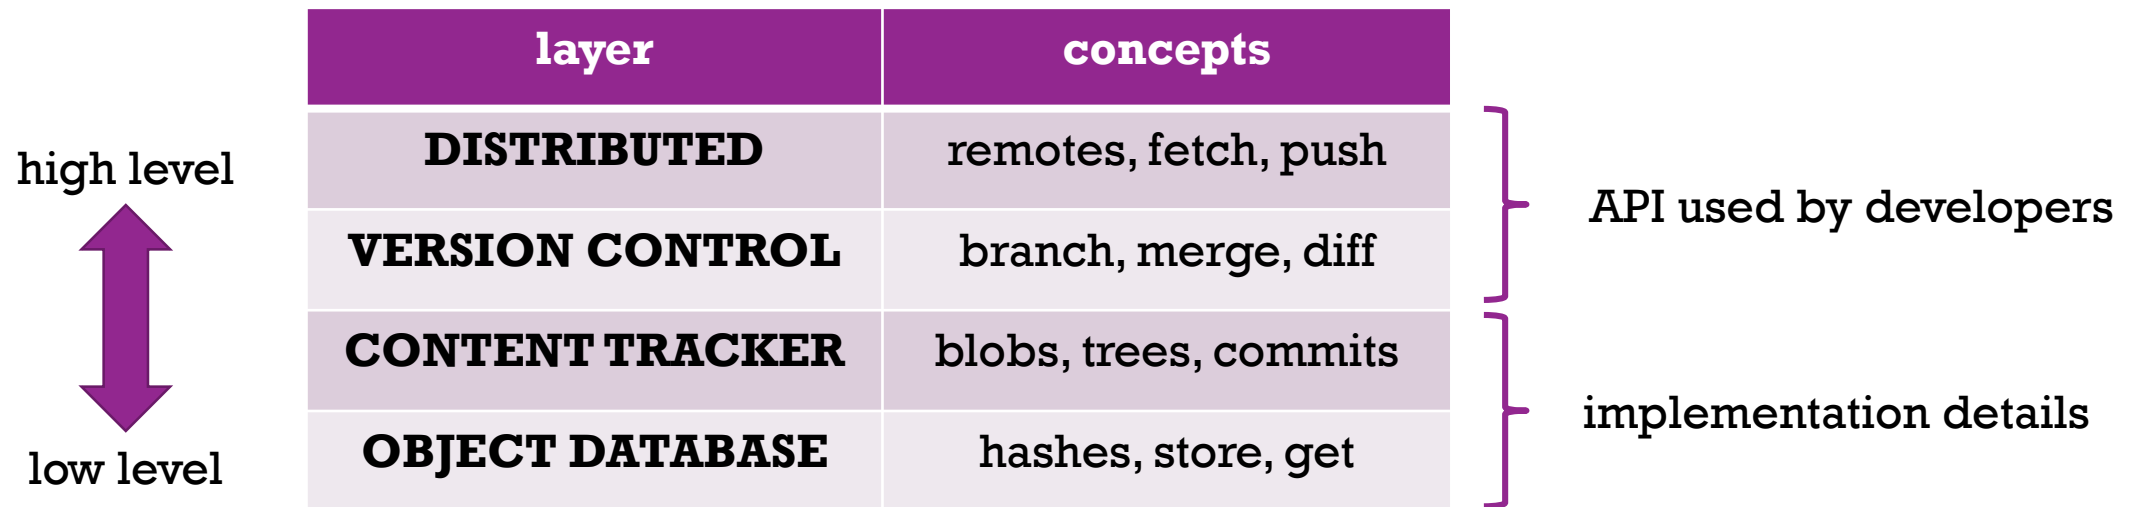 layer concepts
DISTRIBUTED remotes, fetch, push
high level
API used by developers
VERSION CONTROL branch, merge, diff
CONTENT TRACKER blobs, trees, commits
implementation details
OBJECT DATABASE hashes, store, get
low level